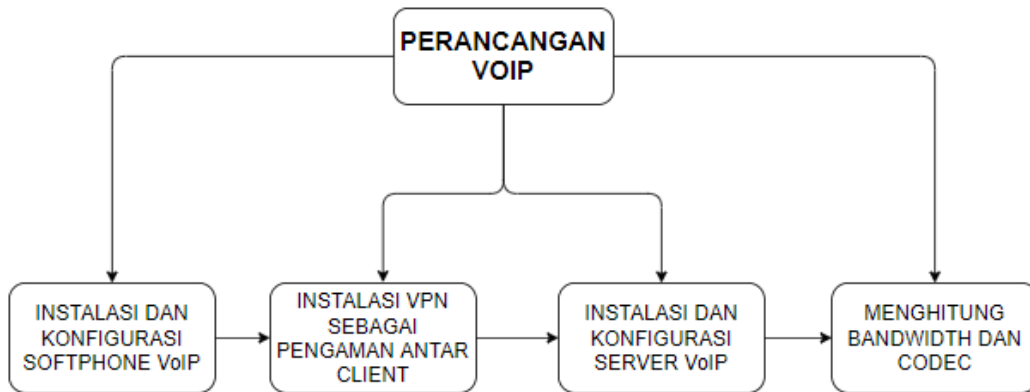 PERANCANGAN
VOIP
INSTALASI DAN
KONFIGURASI
SOFTPHONE VoIP
INSTALASI VPN
SEBAGAI
PENGAMAN ANTAR
CLIENT
INSTALASI DAN
KONFIGURASI
SERVER VoIP
MENGHITUNG
BANDWIDTH DAN
CODEC